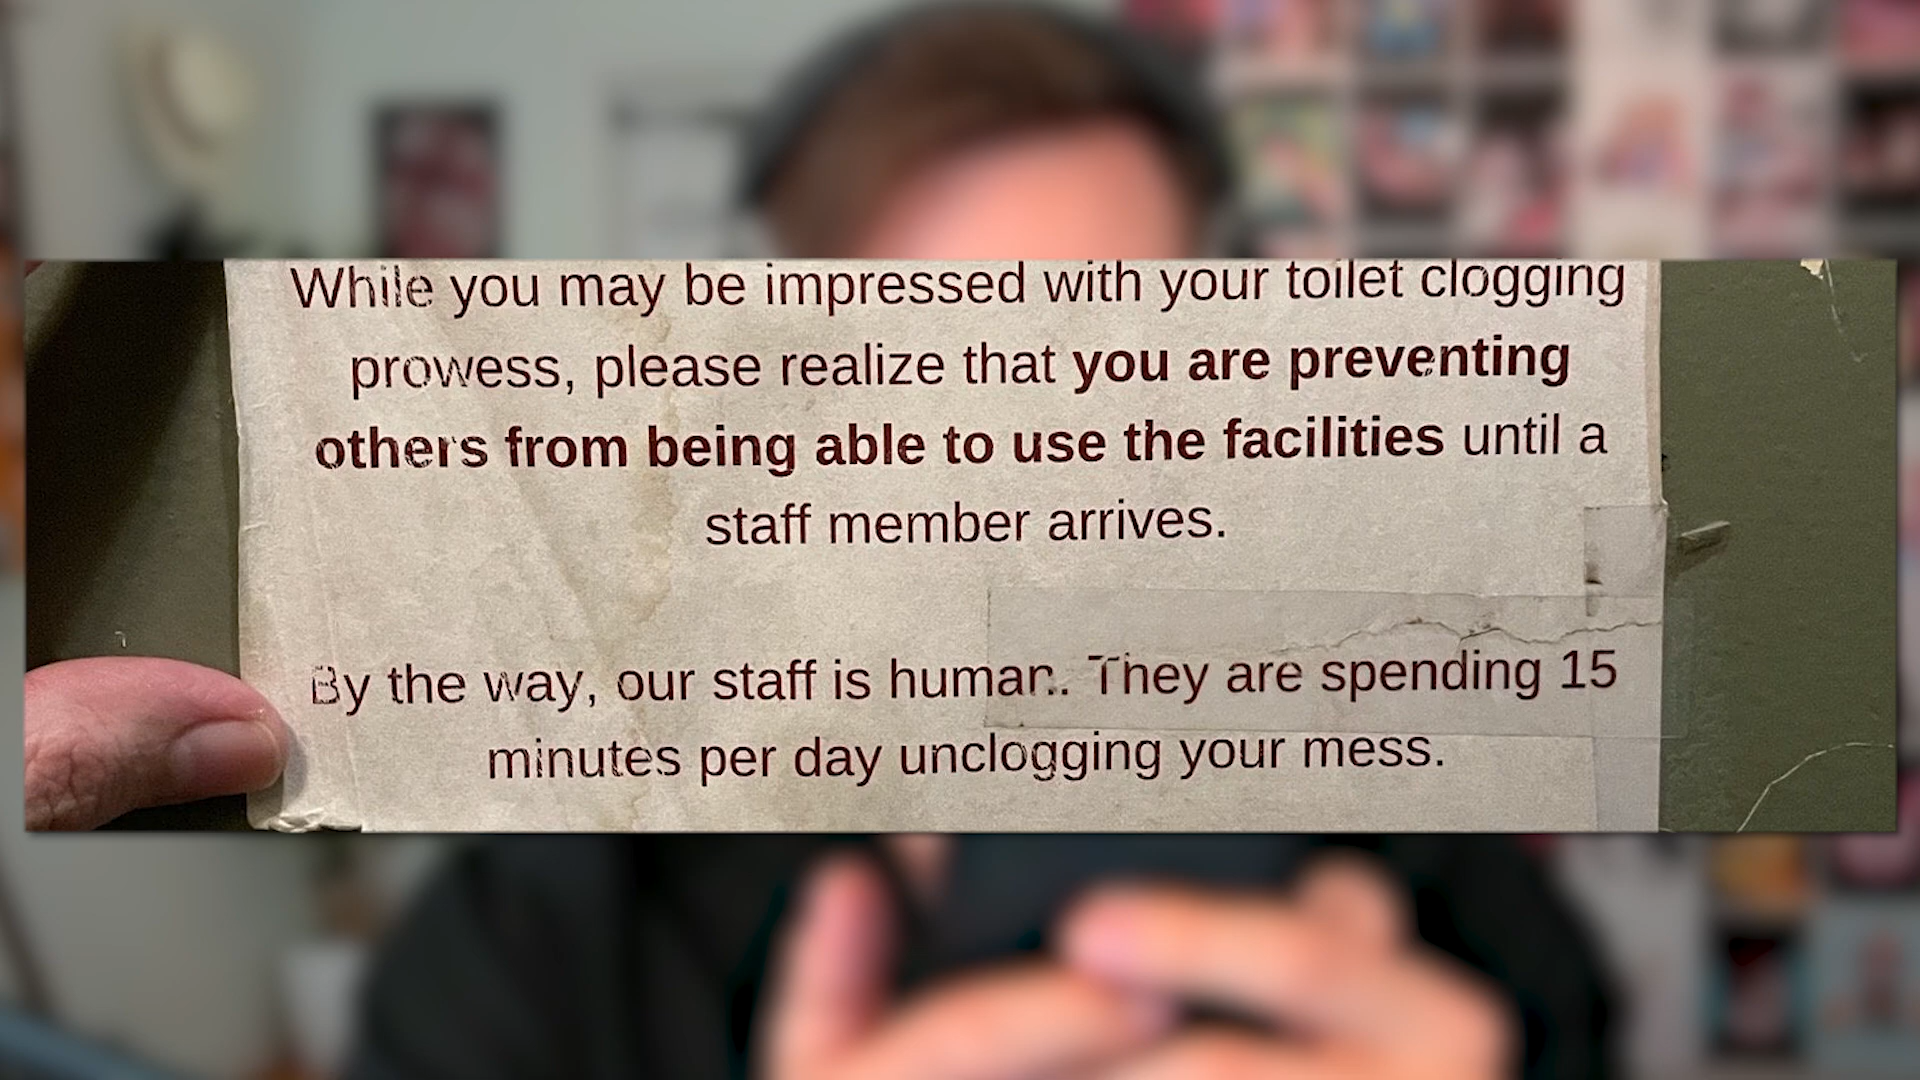 While you may be impressed with your toilet clogging
prowess, please realize that you are preventing
others from being able to use the facilities until a
staff member arrives.
By the way, our staff is human. They are spending 15
minutes per day unclogging your mess.